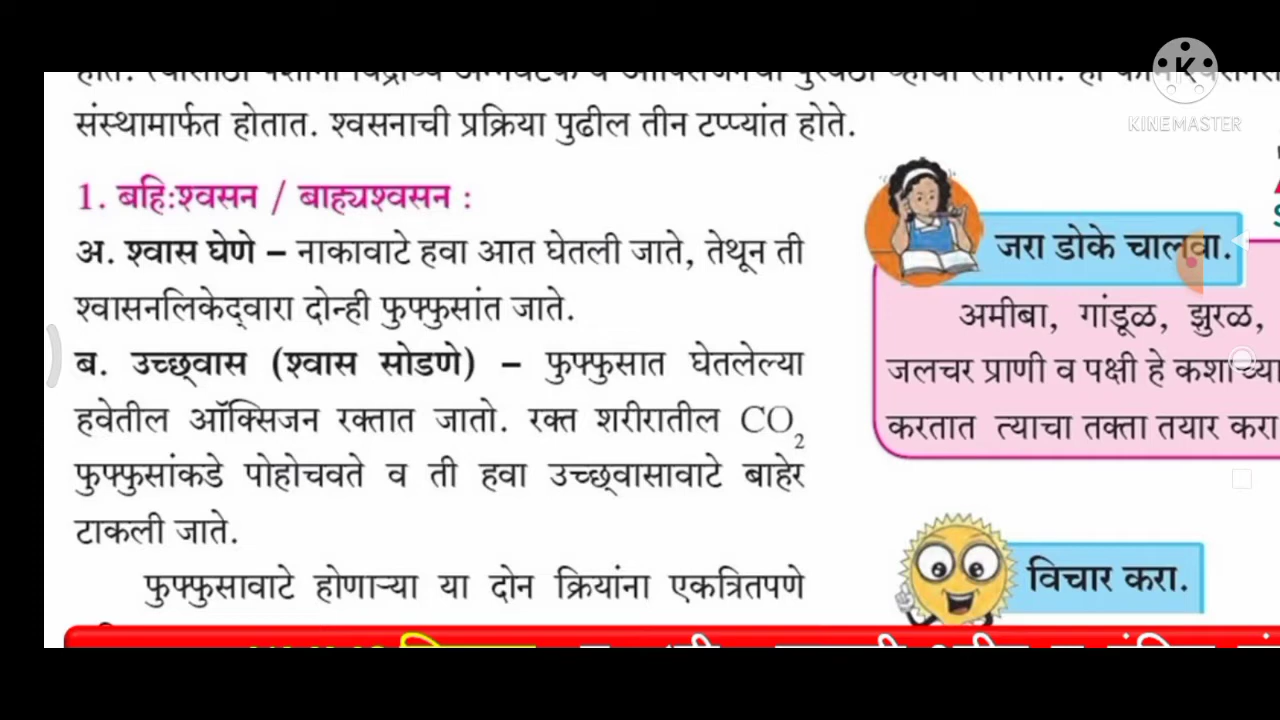 संस्थामार्फत होतात. श्वसनाची प्रक्रिया पुढील तीन टप्प्यांत होते.
1. बहि:श्वसन / बाह्यश्वसन :
अ. श्वास घेणे – नाकावाटे हवा आत घेतली जाते, तेथून ती
श्वासनलिकेद्वारा दोन्ही फुफ्फुसांत जाते.
ब. उच्छ्वास (श्वास सोडणे) – फुफ्फुसात घेतलेल्या
हवेतील ऑक्सिजन रक्तात जातो. रक्त शरीरातील CO₂
फुफ्फुसांकडे पोहोचवते व ती हवा उच्छ्वासावाटे बाहेर
टाकली जाते.
फुफ्फुसावाटे होणाऱ्या या दोन क्रियांना एकत्रितपणे
KINEMASTER
जरा डोके चालवा.
अमीबा, गांडूळ, झुरळ,
जलचर प्राणी व पक्षी हे कशाच्या
करतात त्याचा तक्ता तयार करा
विचार करा.